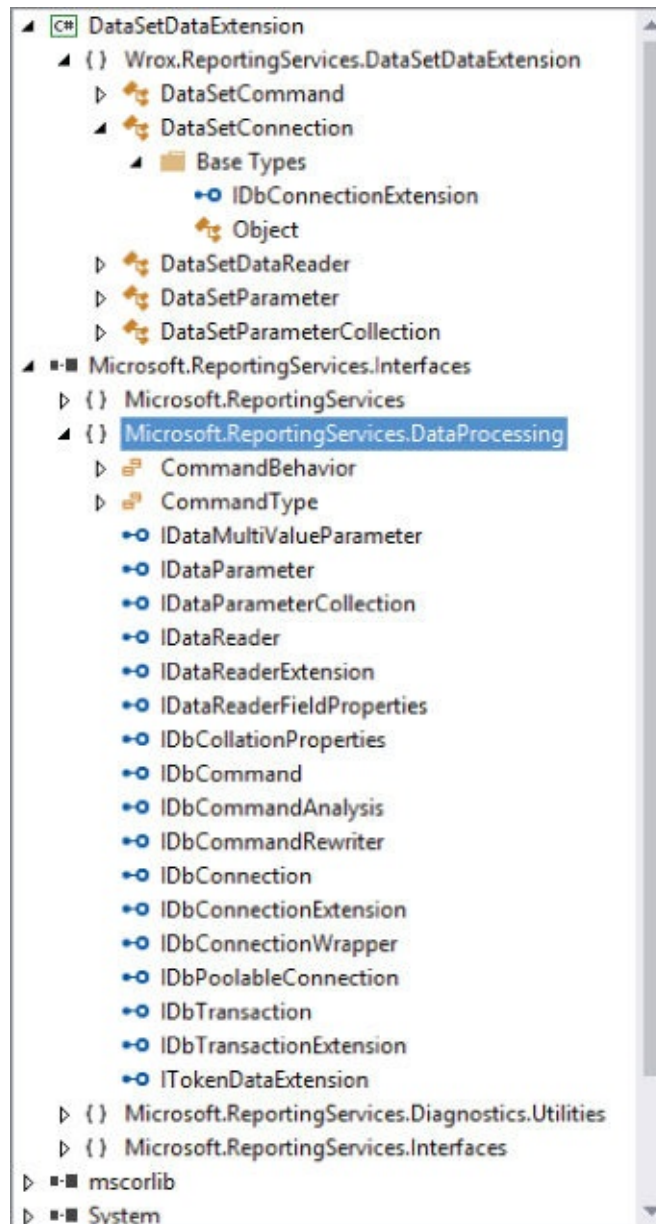 C# DataSetDataExtension
{ } Wrox.ReportingServices.DataSetDataExtension
DataSetCommand
DataSetConnection
Base Types
IDbConnectionExtension
Object
DataSetDataReader
DataSetParameter
DataSetParameterCollection
Microsoft.ReportingServices.Interfaces
{ } Microsoft.ReportingServices
{ } Microsoft.ReportingServices.DataProcessing
CommandBehavior
CommandType
IDataMultiValueParameter
IDataParameter
IDataParameterCollection
IDataReader
IDataReaderExtension
IDataReaderFieldProperties
IDbCollationProperties
IDbCommand
IDbCommandAnalysis
IDbCommandRewriter
IDbConnection
IDbConnectionExtension
IDbConnectionWrapper
IDbPoolableConnection
IDbTransaction
IDbTransactionExtension
ITokenDataExtension
{ } Microsoft.ReportingServices.Diagnostics.Utilities
{ } Microsoft.ReportingServices.Interfaces
mscorlib
System